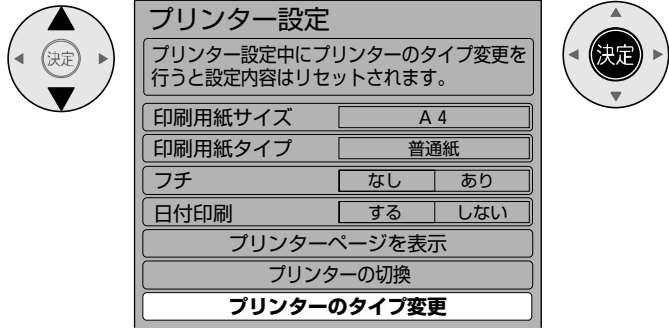 プリンター設定
プリンター設定中にプリンターのタイプ変更を
行うと設定内容はリセットされます。
決定
決定
印刷用紙サイズ A 4
印刷用紙タイプ 普通紙
フチ なし あり
日付印刷 する しない
プリンターページを表示
プリンターの切換
プリンターのタイプ変更